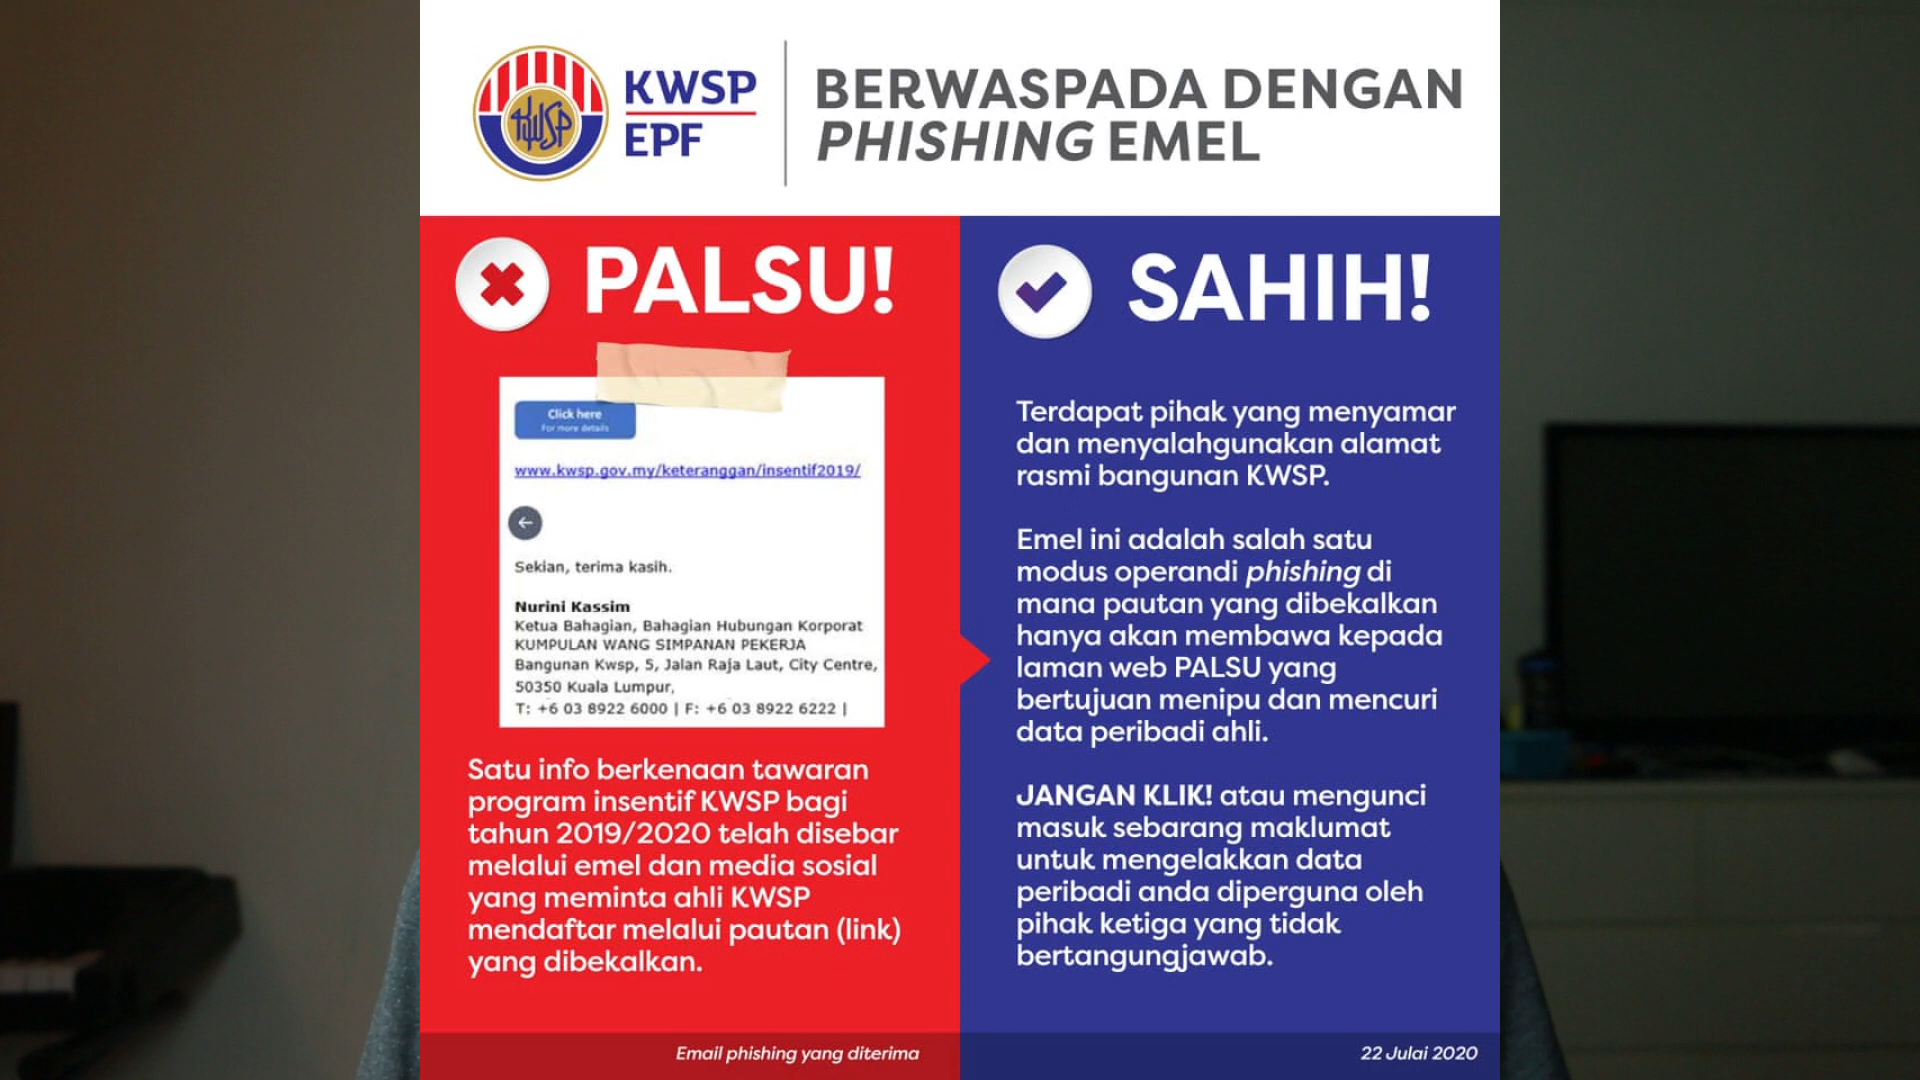 KWSP
KWSP
EPF
BERWASPADA DENGAN
PHISHING EMEL
PALSU!
Click here
For more details
www.kwsp.gov.my/keteranggan/insentif2019/
Sekian, terima kasih.
Nurini Kassim
Ketua Bahagian, Bahagian Hubungan Korporat
KUMPULAN WANG SIMPANAN PEKERJA
Bangunan Kwsp, 5, Jalan Raja Laut, City Centre,
50350 Kuala Lumpur,
T: +6 03 8922 6000 | F: +6 03 8922 6222 |
Satu info berkenaan tawaran
program insentif KWSP bagi
tahun 2019/2020 telah disebar
melalui emel dan media sosial
yang meminta ahli KWSP
mendaftar melalui pautan (link)
yang dibekalkan.
Email phishing yang diterima
SAHIH!
Terdapat pihak yang menyamar
dan menyalahgunakan alamat
rasmi bangunan KWSP.
Emel ini adalah salah satu
modus operandi phishing di
mana pautan yang dibekalkan
hanya akan membawa kepada
laman web PALSU yang
bertujuan menipu dan mencuri
data peribadi ahli.
JANGAN KLIK! atau mengunci
masuk sebarang maklumat
untuk mengelakkan data
peribadi anda diperguna oleh
pihak ketiga yang tidak
bertangungjawab.
22 Julai 2020